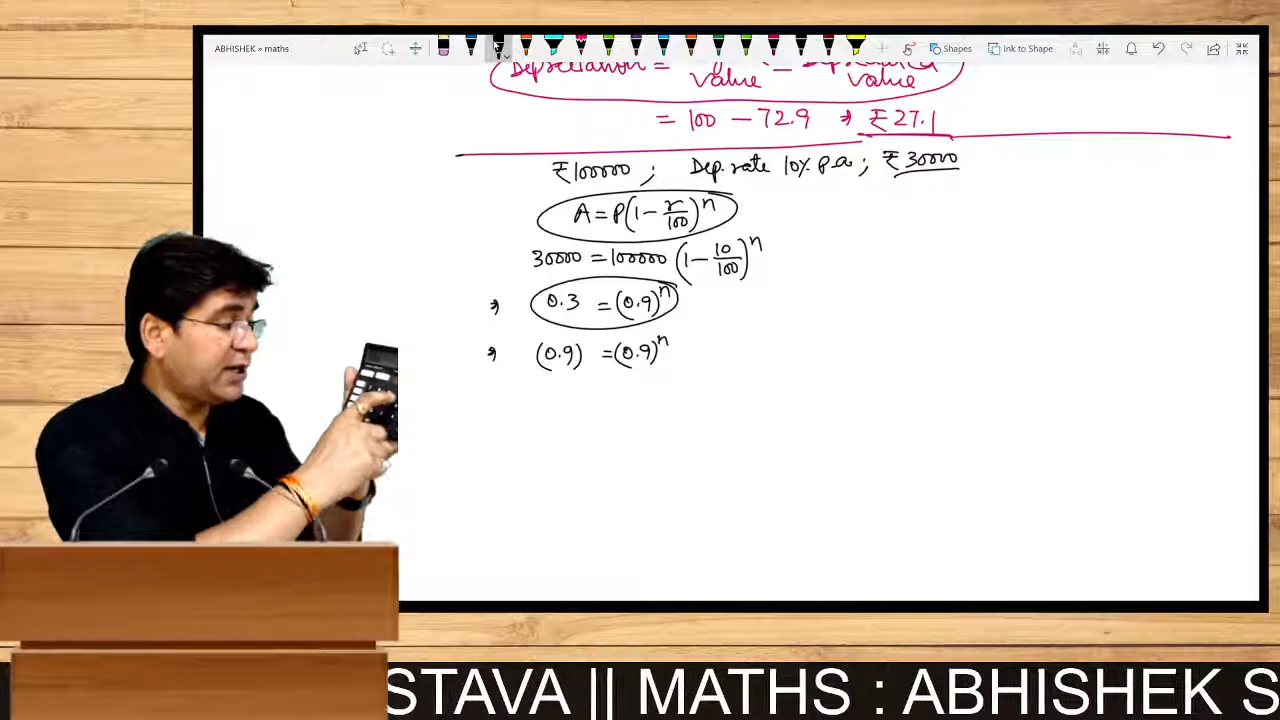 ABHISHEK » maths
Shapes
Ink to Shape
Depreciation = 
value – value
= 100 – 72.9 ⇒ ₹27.1
₹100000 ; Dep. rate 10% p.a ; ₹30000
A = P(1 – r/100)^n
30000 = 100000 (1 – 10/100)^n
⇒ 0.3 = (0.9)^n
⇒ (0.9) = (0.9)^n
STAVA || MATHS : ABHISHEK S